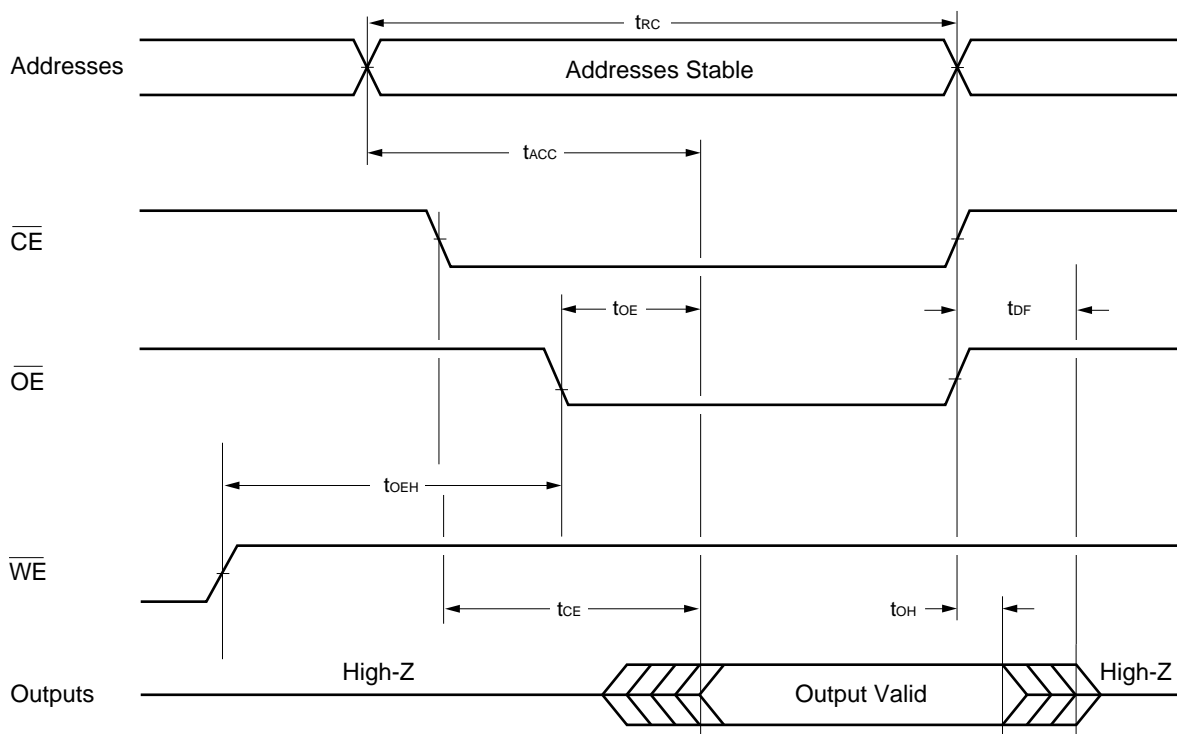 tRC
Addresses
Addresses Stable
tACC
CE
tOE
tDF
OE
tOEH
WE
tCE
tOH
High-Z
High-Z
Outputs
Output Valid